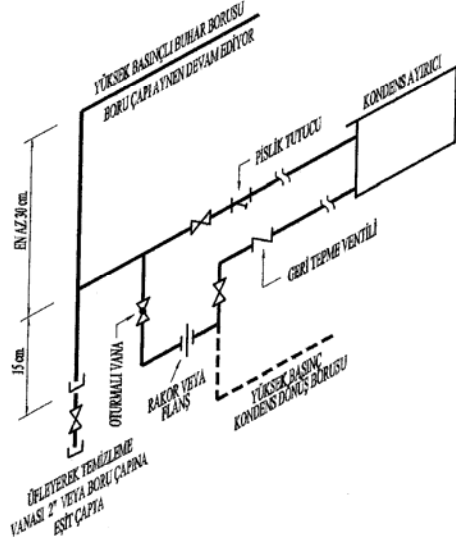 YÜKSEK BASINÇLI BUHAR BORUSU
BORU ÇAPI AYNEN DEVAM EDİYOR
KONDENS AYIRICI
PİSLİK TUTUCU
EN AZ 30 cm.
GERİ TEPME VENTİLİ
OTURMALI VANA
15 cm.
RAKOR VEYA
FLANŞ
YÜKSEK BASINÇ
KONDENS DÖNÜŞ BORUSU
ÜFLEYEREK TEMİZLEME
VANASI 2" VEYA BORU ÇAPINA
EŞİT ÇAPTA